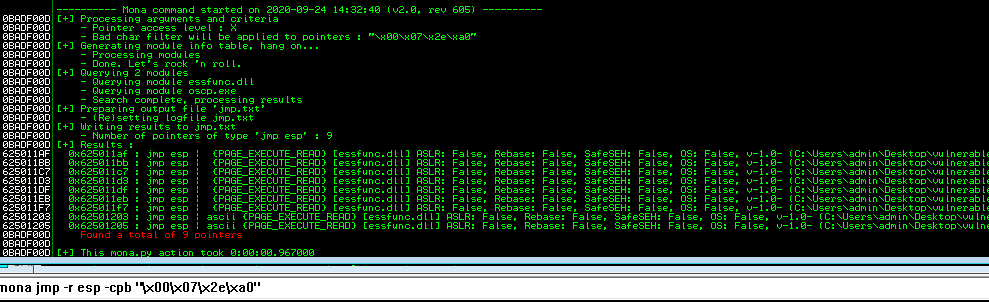 ---------- Mona command started on 2020-09-24 14:32:40 (v2.0, rev 605) ----------
0BADF00D [+] Processing arguments and criteria
0BADF00D - Pointer access level : X
0BADF00D - Bad char filter will be applied to pointers : "\x00\x07\x2e\xa0"
0BADF00D [+] Generating module info table, hang on...
0BADF00D - Processing modules
0BADF00D - Done. Let's rock 'n roll.
0BADF00D [+] Querying 2 modules
0BADF00D - Querying module essfunc.dll
0BADF00D - Querying module oscp.exe
0BADF00D - Search complete, processing results
0BADF00D [+] Preparing output file 'jmp.txt'
0BADF00D - (Re)setting logfile jmp.txt
0BADF00D [+] Writing results to jmp.txt
0BADF00D - Number of pointers of type 'jmp esp' : 9
0BADF00D [+] Results :
625011AF 0x625011af : jmp esp | {PAGE_EXECUTE_READ} [essfunc.dll] ASLR: False, Rebase: False, SafeSEH: False, OS: False, v-1.0- (C:\Users\admin\Desktop\vulnerable
625011BB 0x625011bb : jmp esp | {PAGE_EXECUTE_READ} [essfunc.dll] ASLR: False, Rebase: False, SafeSEH: False, OS: False, v-1.0- (C:\Users\admin\Desktop\vulnerable
625011C7 0x625011c7 : jmp esp | {PAGE_EXECUTE_READ} [essfunc.dll] ASLR: False, Rebase: False, SafeSEH: False, OS: False, v-1.0- (C:\Users\admin\Desktop\vulnerable
625011D3 0x625011d3 : jmp esp | {PAGE_EXECUTE_READ} [essfunc.dll] ASLR: False, Rebase: False, SafeSEH: False, OS: False, v-1.0- (C:\Users\admin\Desktop\vulnerable
625011DF 0x625011df : jmp esp | {PAGE_EXECUTE_READ} [essfunc.dll] ASLR: False, Rebase: False, SafeSEH: False, OS: False, v-1.0- (C:\Users\admin\Desktop\vulnerable
625011EB 0x625011eb : jmp esp | {PAGE_EXECUTE_READ} [essfunc.dll] ASLR: False, Rebase: False, SafeSEH: False, OS: False, v-1.0- (C:\Users\admin\Desktop\vulnerable
625011F7 0x625011f7 : jmp esp | {PAGE_EXECUTE_READ} [essfunc.dll] ASLR: False, Rebase: False, SafeSEH: False, OS: False, v-1.0- (C:\Users\admin\Desktop\vulnerable
62501203 0x62501203 : jmp esp | ascii {PAGE_EXECUTE_READ} [essfunc.dll] ASLR: False, Rebase: False, SafeSEH: False, OS: False, v-1.0- (C:\Users\admin\Desktop\vuln
62501205 0x62501205 : jmp esp | ascii {PAGE_EXECUTE_READ} [essfunc.dll] ASLR: False, Rebase: False, SafeSEH: False, OS: False, v-1.0- (C:\Users\admin\Desktop\vuln
0BADF00D Found a total of 9 pointers
0BADF00D
0BADF00D [+] This mona.py action took 0:00:00.967000
mona jmp -r esp -cpb "\x00\x07\x2e\xa0"